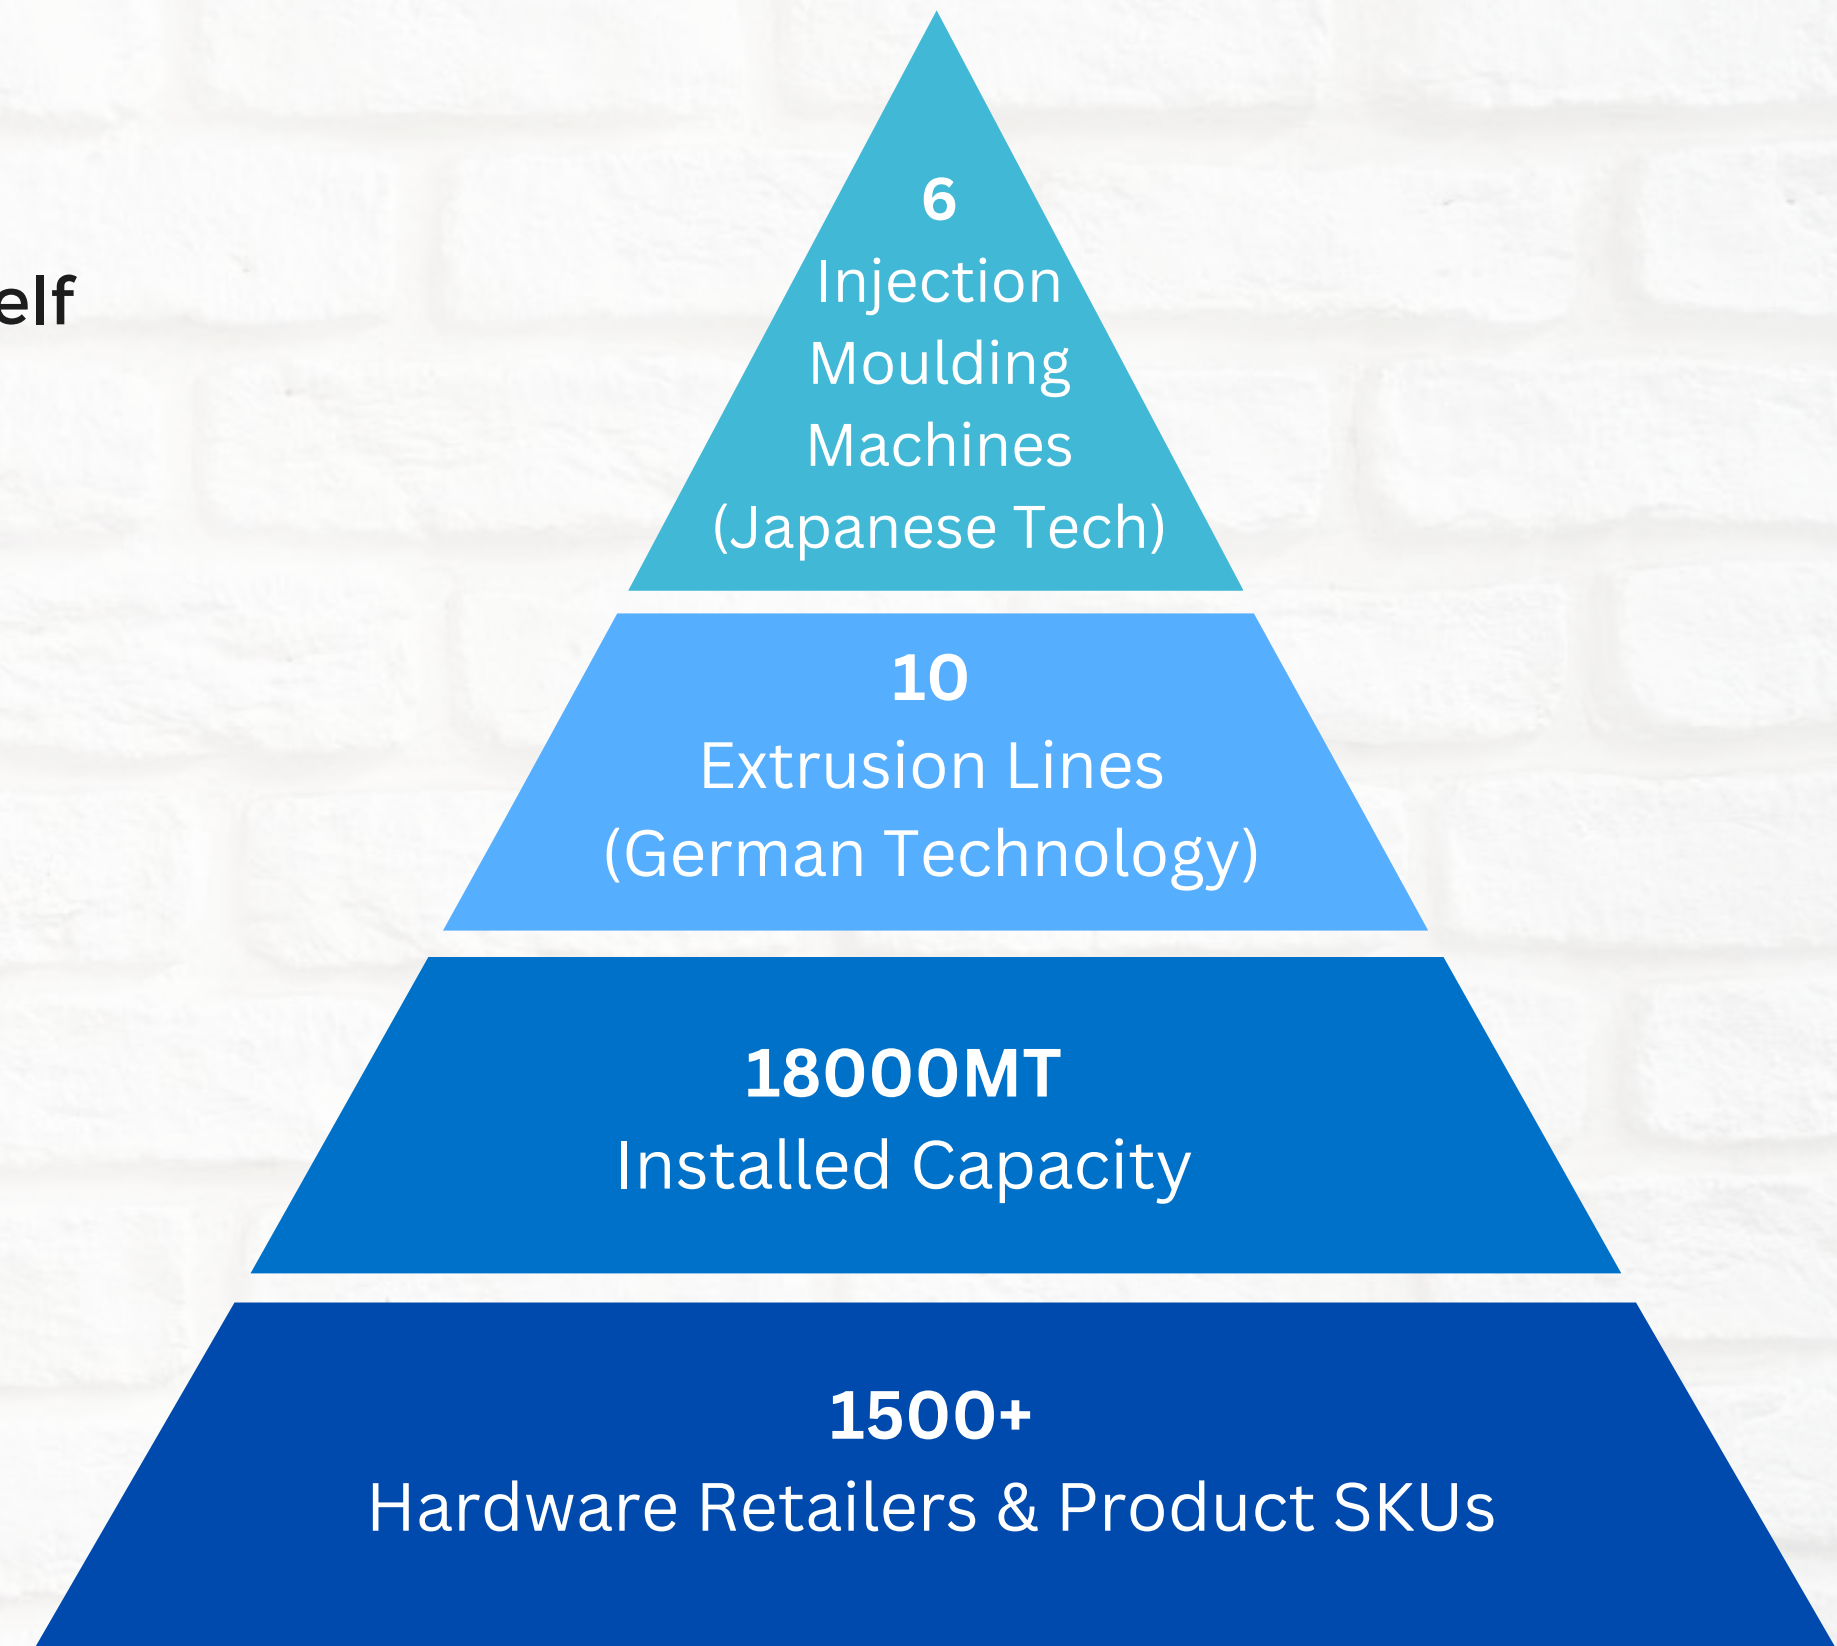 6
Injection
Moulding
Machines
(Japanese Tech)
elf
10
Extrusion Lines
(German Technology)
18000MT
Installed Capacity
1500+
Hardware Retailers & Product SKUs